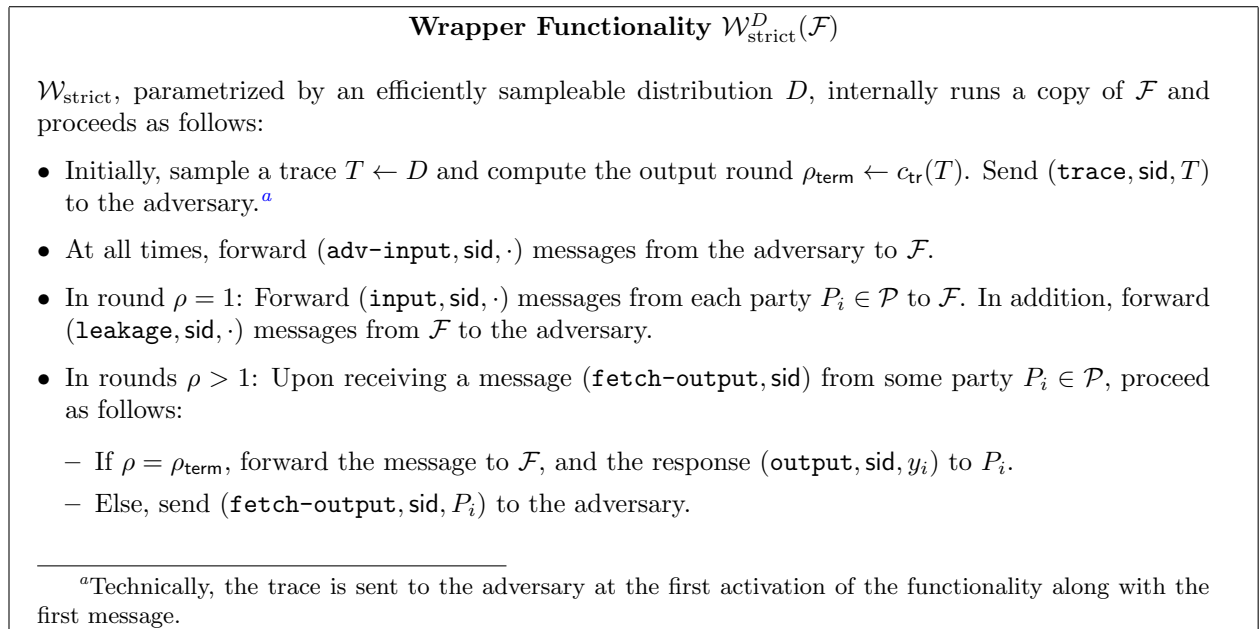 Wrapper Functionality 𝒲ᴰ_strict(ℱ)
𝒲_strict, parametrized by an efficiently sampleable distribution D, internally runs a copy of ℱ and
proceeds as follows:
• Initially, sample a trace T ← D and compute the output round ρ_term ← c_tr(T). Send (trace, sid, T)
to the adversary.ᵃ
• At all times, forward (adv-input, sid, ·) messages from the adversary to ℱ.
• In round ρ = 1: Forward (input, sid, ·) messages from each party P_i ∈ 𝒫 to ℱ. In addition, forward
(leakage, sid, ·) messages from ℱ to the adversary.
• In rounds ρ > 1: Upon receiving a message (fetch-output, sid) from some party P_i ∈ 𝒫, proceed
as follows:
– If ρ = ρ_term, forward the message to ℱ, and the response (output, sid, y_i) to P_i.
– Else, send (fetch-output, sid, P_i) to the adversary.
ᵃTechnically, the trace is sent to the adversary at the first activation of the functionality along with the
first message.